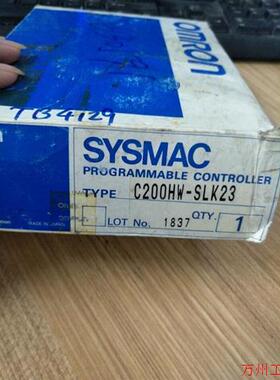 OMRON
TB4129
SYSMAC
PROGRAMMABLE CONTROLLER
TYPE C200HW-SLK23
LOT No. 1837 QTY. 1
MADE IN JAPAN
万州工